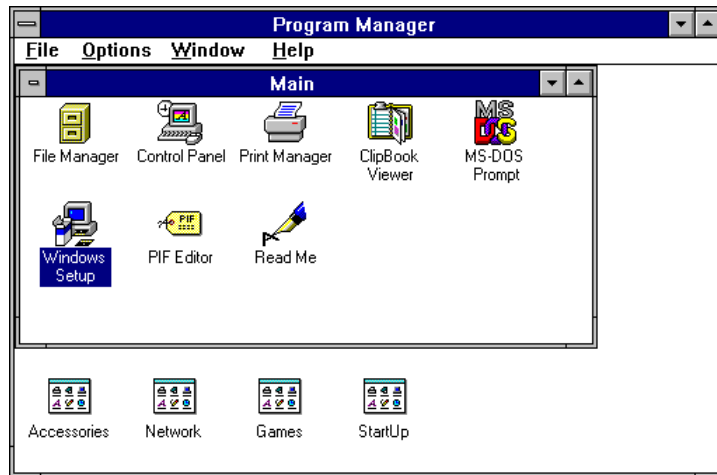 Program Manager
File Options Window Help
Main
File Manager Control Panel Print Manager ClipBook Viewer MS-DOS Prompt
Windows Setup PIF Editor Read Me
Accessories Network Games StartUp